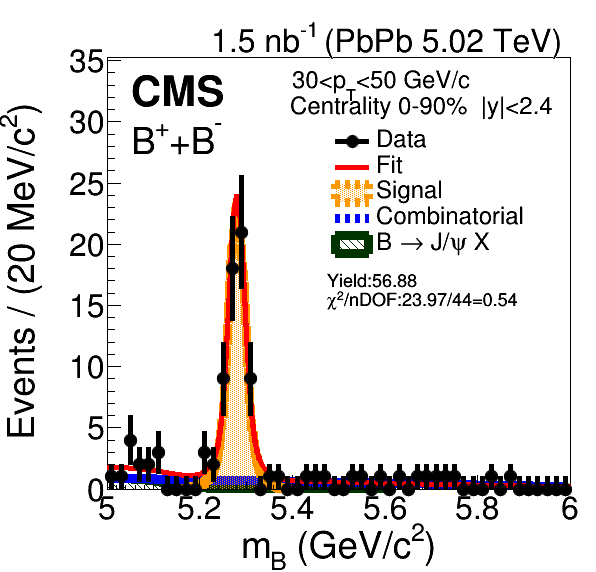 1.5 nb⁻¹ (PbPb 5.02 TeV)
CMS
B⁺+B⁻
30<p_T<50 GeV/c
Centrality 0-90% |y|<2.4
Data
Fit
Signal
Combinatorial
B → J/ψ X
Yield:56.88
χ²/nDOF:23.97/44=0.54
Events / (20 MeV/c²)
35
30
25
20
15
10
5
0
5 5.2 5.4 5.6 5.8 6
m_B (GeV/c²)